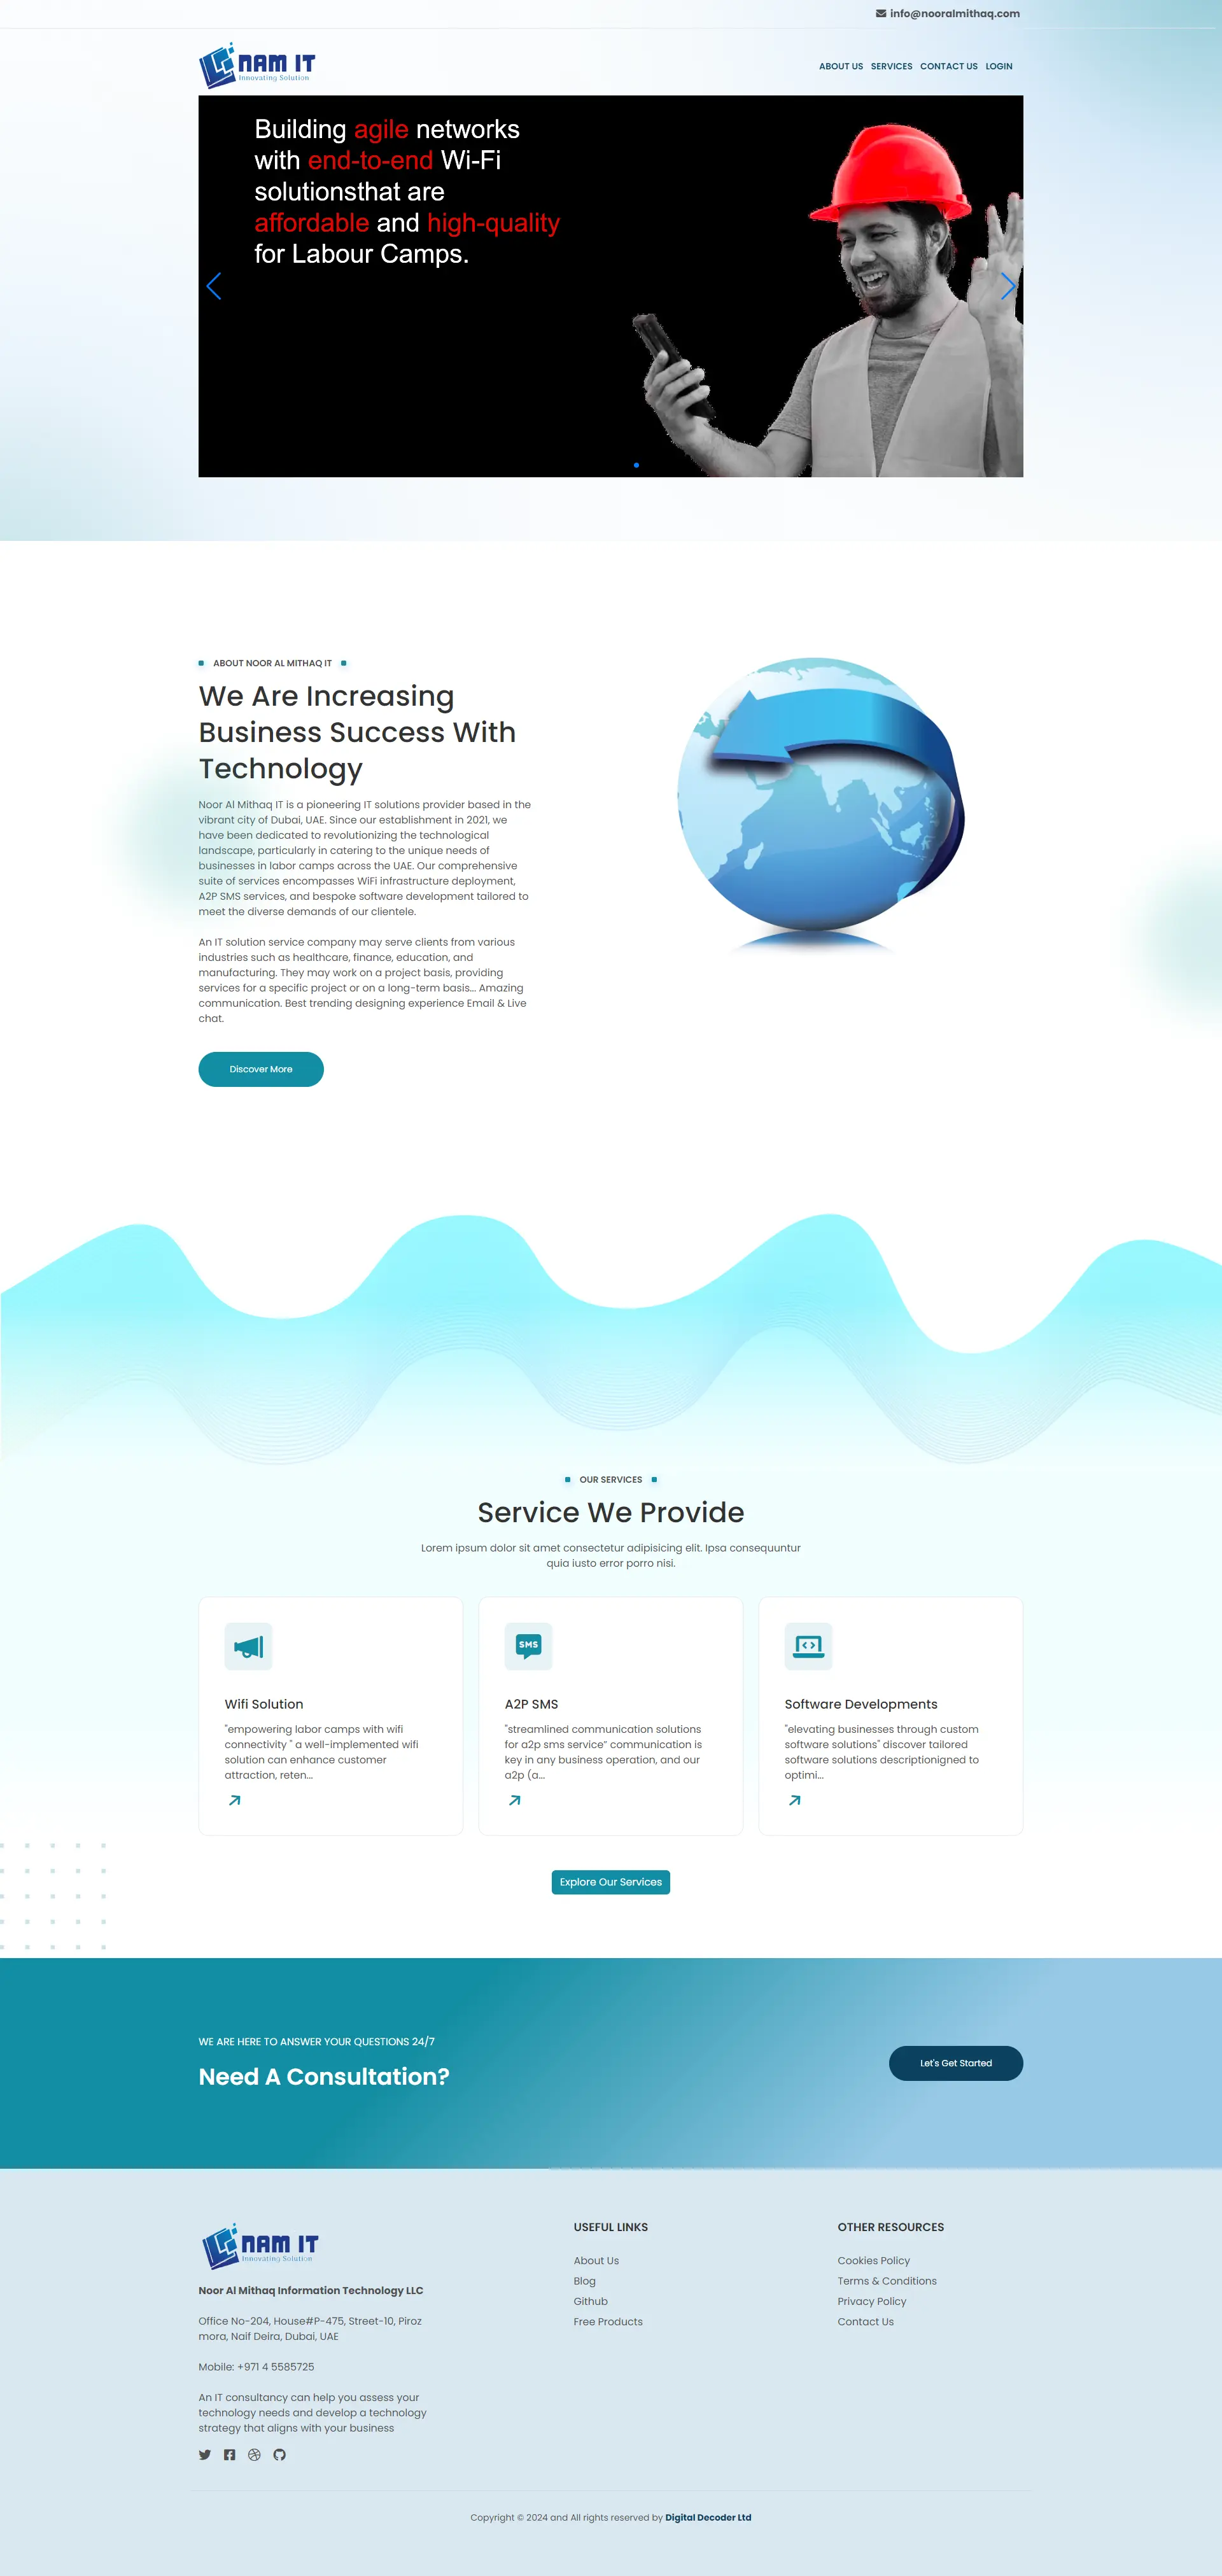 info@nooralmithaq.com
NAM IT
Innovating Solution
ABOUT US SERVICES CONTACT US LOGIN
Building agile networks
with end-to-end Wi-Fi
solutionsthat are
affordable and high-quality
for Labour Camps.
ABOUT NOOR AL MITHAQ IT
We Are Increasing
Business Success With
Technology
Noor Al Mithaq IT is a pioneering IT solutions provider based in the
vibrant city of Dubai, UAE. Since our establishment in 2021, we
have been dedicated to revolutionizing the technological
landscape, particularly in catering to the unique needs of
businesses in labor camps across the UAE. Our comprehensive
suite of services encompasses WiFi infrastructure deployment,
A2P SMS services, and bespoke software development tailored to
meet the diverse demands of our clientele.
An IT solution service company may serve clients from various
industries such as healthcare, finance, education, and
manufacturing. They may work on a project basis, providing
services for a specific project or on a long-term basis... Amazing
communication. Best trending designing experience Email & Live
chat.
Discover More
OUR SERVICES
Service We Provide
Lorem ipsum dolor sit amet consectetur adipisicing elit. Ipsa consequuntur
quia iusto error porro nisi.
Wifi Solution
"empowering labor camps with wifi
connectivity " a well-implemented wifi
solution can enhance customer
attraction, reten...
SMS
A2P SMS
"streamlined communication solutions
for a2p sms service" communication is
key in any business operation, and our
a2p (a...
Software Developments
"elevating businesses through custom
software solutions" discover tailored
software solutions descriptionigned to
optimi...
Explore Our Services
WE ARE HERE TO ANSWER YOUR QUESTIONS 24/7
Need A Consultation?
Let's Get Started
NAM IT
Innovating Solution
Noor Al Mithaq Information Technology LLC
Office No-204, House#P-475, Street-10, Piroz
mora, Naif Deira, Dubai, UAE
Mobile: +971 4 5585725
An IT consultancy can help you assess your
technology needs and develop a technology
strategy that aligns with your business
USEFUL LINKS
About Us
Blog
Github
Free Products
OTHER RESOURCES
Cookies Policy
Terms & Conditions
Privacy Policy
Contact Us
Copyright © 2024 and All rights reserved by Digital Decoder Ltd